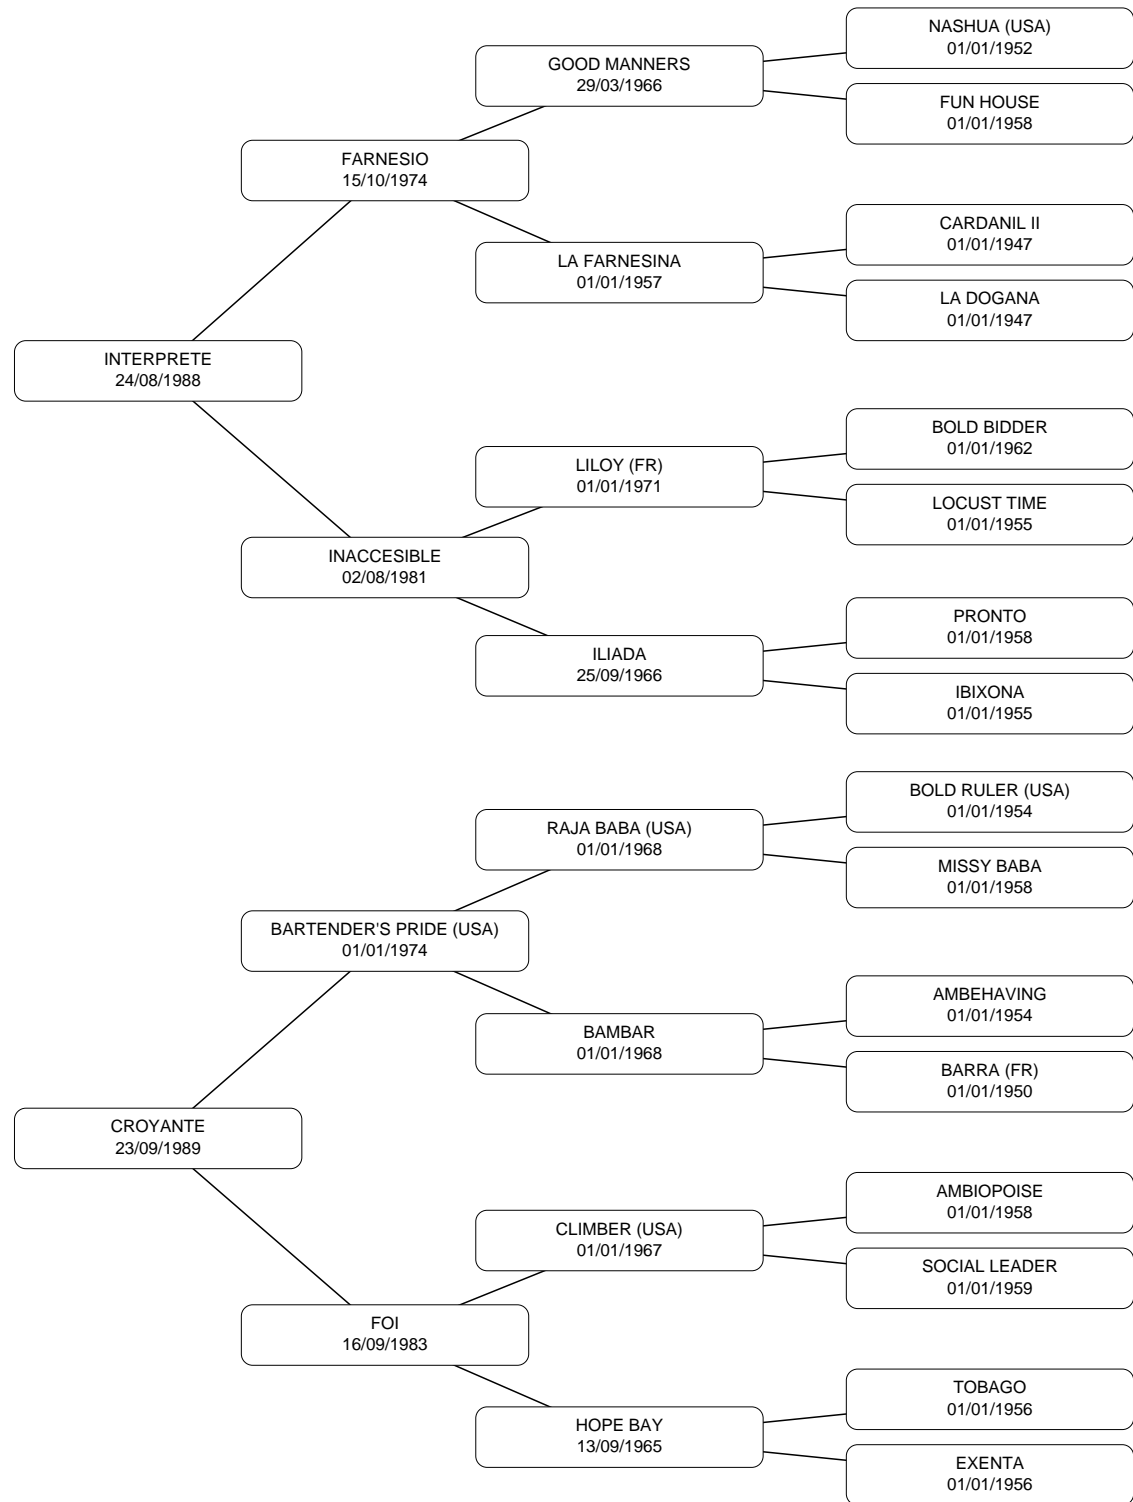 NASHUA (USA)
01/01/1952
GOOD MANNERS
29/03/1966
FUN HOUSE
01/01/1958
FARNESIO
15/10/1974
CARDANIL II
01/01/1947
LA FARNESINA
01/01/1957
LA DOGANA
01/01/1947
INTERPRETE
24/08/1988
BOLD BIDDER
01/01/1962
LILOY (FR)
01/01/1971
LOCUST TIME
01/01/1955
INACCESIBLE
02/08/1981
PRONTO
01/01/1958
ILIADA
25/09/1966
IBIXONA
01/01/1955
BOLD RULER (USA)
01/01/1954
RAJA BABA (USA)
01/01/1968
MISSY BABA
01/01/1958
BARTENDER'S PRIDE (USA)
01/01/1974
AMBEHAVING
01/01/1954
BAMBAR
01/01/1968
BARRA (FR)
01/01/1950
CROYANTE
23/09/1989
AMBIOPOISE
01/01/1958
CLIMBER (USA)
01/01/1967
SOCIAL LEADER
01/01/1959
FOI
16/09/1983
TOBAGO
01/01/1956
HOPE BAY
13/09/1965
EXENTA
01/01/1956